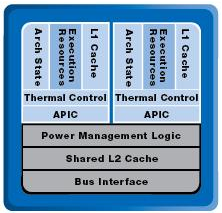 Arch State
Execution
Resources
L1 Cache
Arch State
Execution
Resources
L1 Cache
Thermal Control
Thermal Control
APIC
APIC
Power Management Logic
Shared L2 Cache
Bus Interface